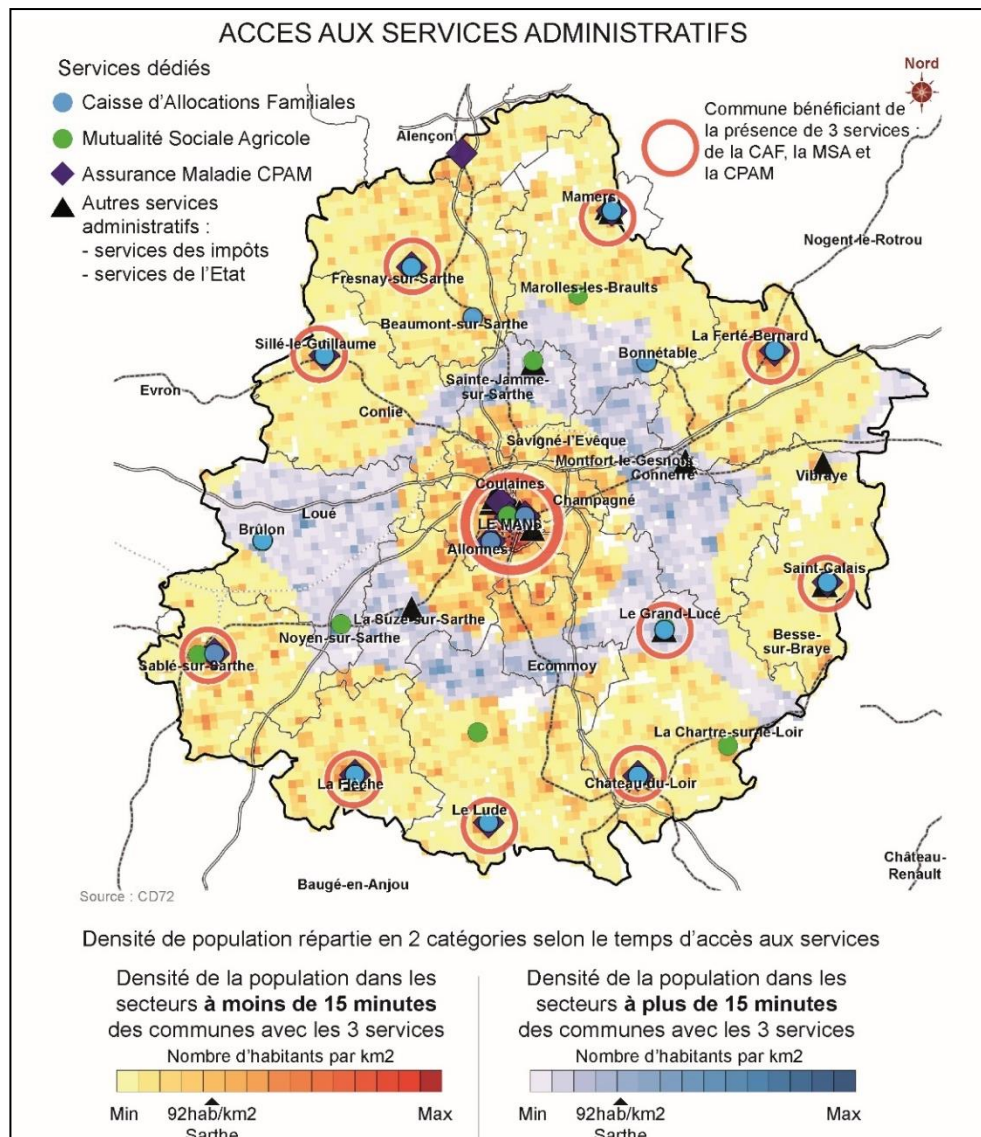 ACCES AUX SERVICES ADMINISTRATIFS
Services dédiés
Caisse d'Allocations Familiales
Mutualité Sociale Agricole
Assurance Maladie CPAM
Autres services
administratifs :
- services des impôts
- services de l'Etat
Nord
Commune bénéficiant de
la présence de 3 services :
de la CAF, la MSA et
la CPAM
Alençon
Mamers
Nogent-le-Rotrou
Fresnay-sur-Sarthe
Marolles-les-Braults
Beaumont-sur-Sarthe
La Ferté-Bernard
Sillé-le-Guillaume
Bonnétable
Evron
Sainte-Jamme-
sur-Sarthe
Conlie
Savigné-l'Evêque
Montfort-le-Gesnois
Connerré
Vibraye
Coulaines
Champagné
Loué
LE MANS
Brûlon
Allonnes
Saint-Calais
La Suze-sur-Sarthe
Le Grand-Lucé
Noyen-sur-Sarthe
Besse-
sur-Braye
Sablé-sur-Sarthe
Ecommoy
La Chartre-sur-le-Loir
La Flèche
Château-du-Loir
Le Lude
Château-
Renault
Baugé-en-Anjou
Source : CD72
Densité de population répartie en 2 catégories selon le temps d'accès aux services
Densité de la population dans les
secteurs à moins de 15 minutes
des communes avec les 3 services
Nombre d'habitants par km2
Min
92hab/km2
Max
Sarthe
Densité de la population dans les
secteurs à plus de 15 minutes
des communes avec les 3 services
Nombre d'habitants par km2
Min
92hab/km2
Max
Sarthe